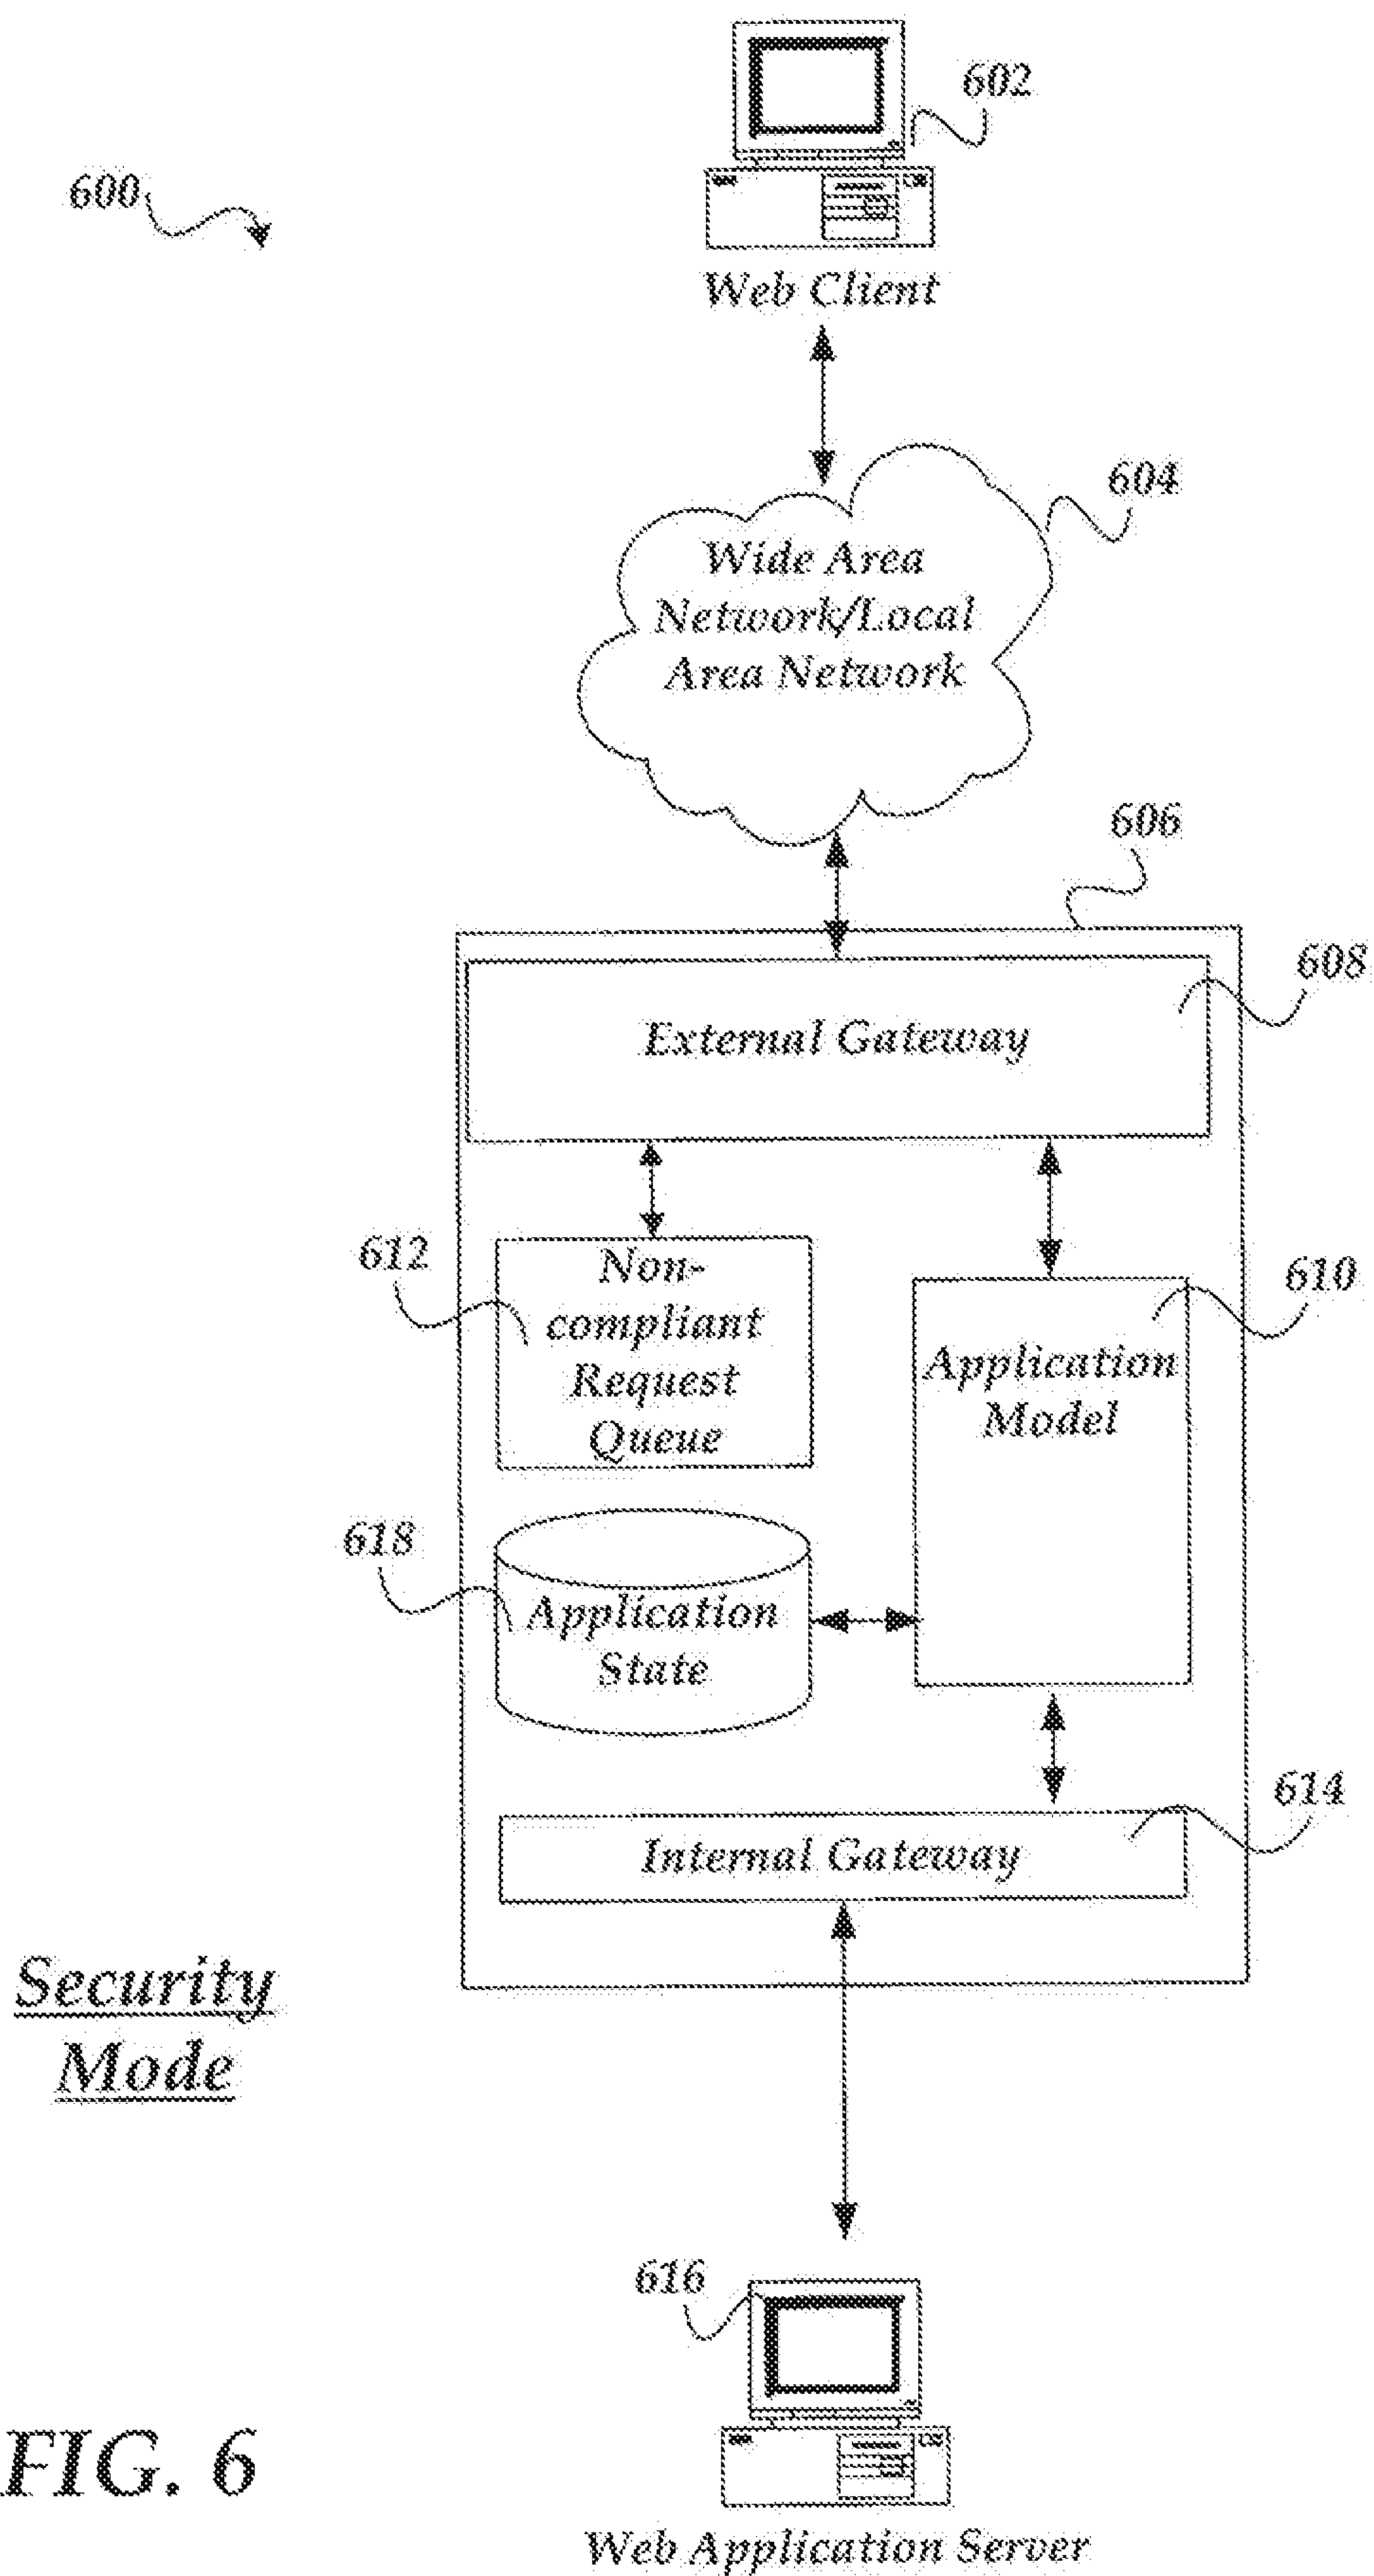 602
600
Web Client
604
Wide Area
Network/Local
Area Network
606
608
External Gateway
612
Non-
compliant
Request
Queue
610
Application
Model
618
Application
State
614
Internal Gateway
Security
Mode
616
FIG. 6
Web Application Server